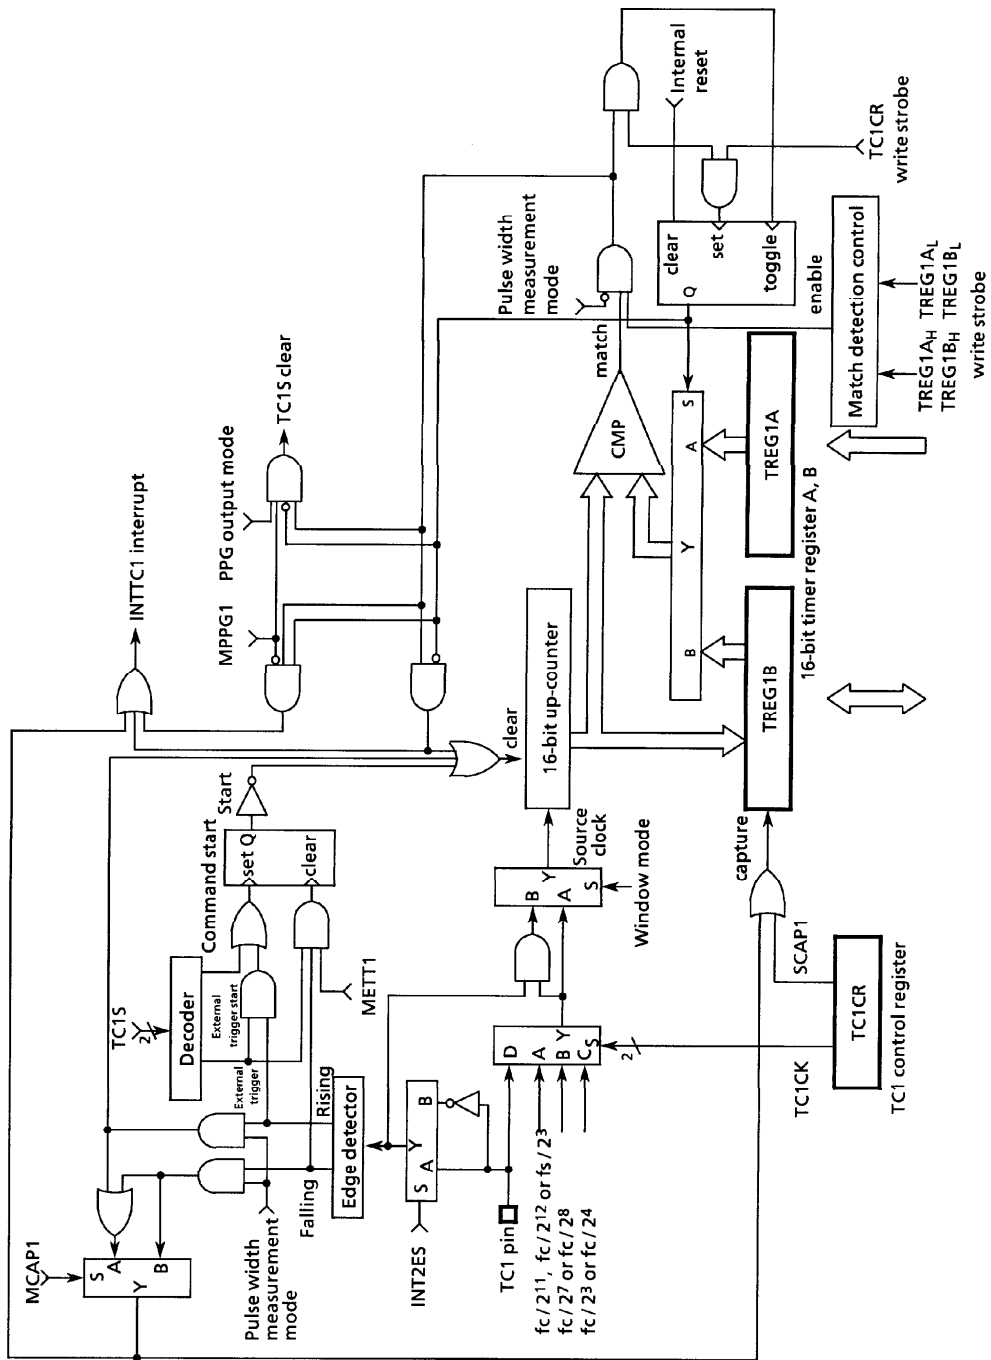 MCAP1
S
A
B
Y
Pulse width
measurement
mode
Falling
Rising
Edge detector
TC1S
2
Decoder
External
trigger
External
trigger start
Command start
set Q
clear
Start
METT1
INT2ES
S
A
B
Y
TC1 pin
fc / 2¹¹, fc / 2¹² or fs / 2³
fc / 2⁷ or fc / 2⁸
fc / 2³ or fc / 2⁴
D
A
B
C
S
Y
B
A
S
Y
Source
clock
Window mode
TC1CK
2
TC1CR
TC1 control register
SCAP1
capture
INTTC1 interrupt
MPPG1
PPG output mode
TC1S clear
clear
16-bit up-counter
CMP
match
Pulse width
measurement
mode
B
Y
A
S
TREG1B
TREG1A
16-bit timer register A, B
Q
clear
set
toggle
Internal
reset
TC1CR
write strobe
enable
Match detection control
TREG1A_H TREG1A_L
TREG1B_H TREG1B_L
write strobe